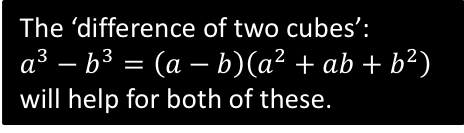 The ‘difference of two cubes’:
𝑎³ − 𝑏³ = (𝑎 − 𝑏)(𝑎² + 𝑎𝑏 + 𝑏²)
will help for both of these.